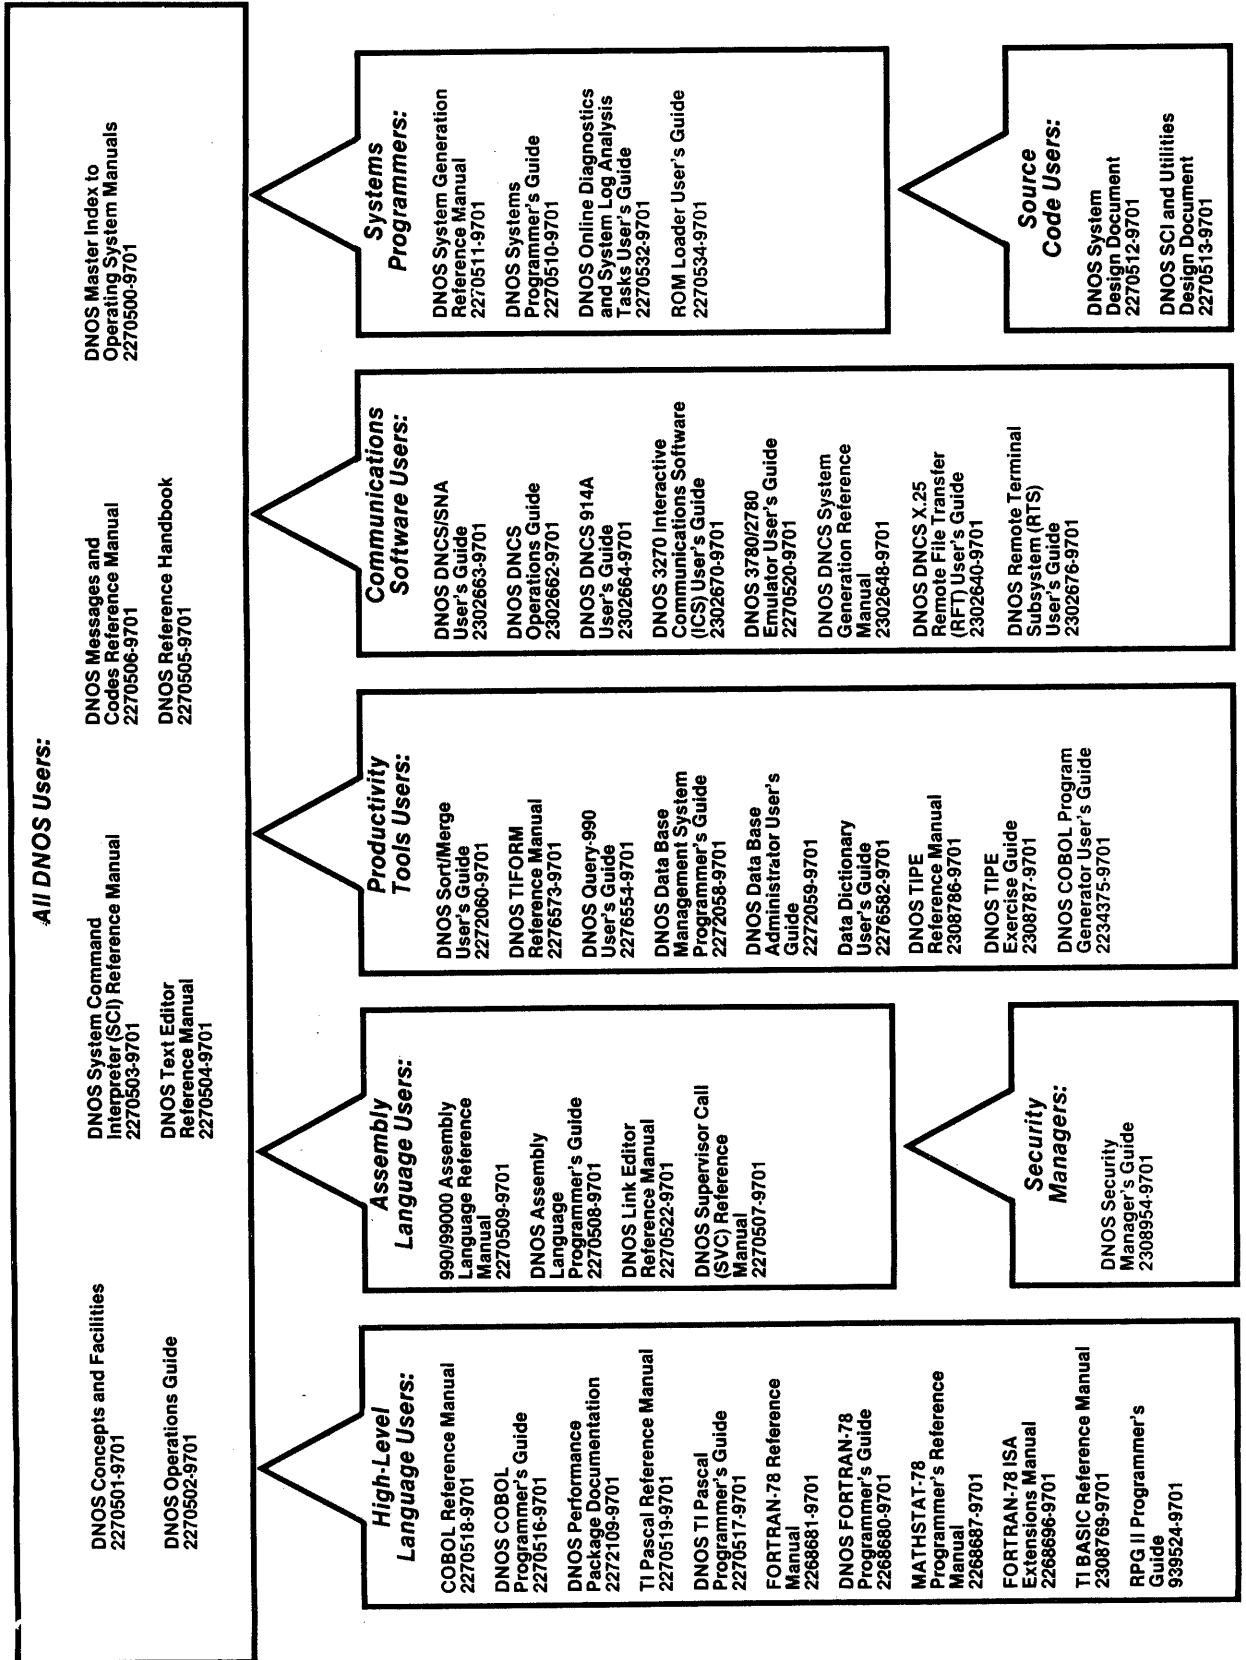 All DNOS Users:
DNOS Concepts and Facilities
2270501-9701
DNOS Operations Guide
2270502-9701
DNOS System Command
Interpreter (SCI) Reference Manual
2270503-9701
DNOS Text Editor
Reference Manual
2270504-9701
DNOS Messages and
Codes Reference Manual
2270506-9701
DNOS Reference Handbook
2270505-9701
DNOS Master Index to
Operating System Manuals
2270500-9701
High-Level
Language Users:
COBOL Reference Manual
2270518-9701
DNOS COBOL
Programmer's Guide
2270516-9701
DNOS Performance
Package Documentation
2272109-9701
TI Pascal Reference Manual
2270519-9701
DNOS TI Pascal
Programmer's Guide
2270517-9701
FORTRAN-78 Reference
Manual
2268681-9701
DNOS FORTRAN-78
Programmer's Guide
2268680-9701
MATHSTAT-78
Programmer's Reference
Manual
2268687-9701
FORTRAN-78 ISA
Extensions Manual
2268696-9701
TI BASIC Reference Manual
2308769-9701
RPG II Programmer's
Guide
939524-9701
Assembly
Language Users:
990/99000 Assembly
Language Reference
Manual
2270509-9701
DNOS Assembly
Language
Programmer's Guide
2270508-9701
DNOS Link Editor
Reference Manual
2270522-9701
DNOS Supervisor Call
(SVC) Reference
Manual
2270507-9701
Security
Managers:
DNOS Security
Manager's Guide
2308954-9701
Productivity
Tools Users:
DNOS Sort/Merge
User's Guide
2272060-9701
DNOS TIFORM
Reference Manual
2276573-9701
DNOS Query-990
User's Guide
2276554-9701
DNOS Data Base
Management System
Programmer's Guide
2272058-9701
DNOS Data Base
Administrator User's
Guide
2272059-9701
Data Dictionary
User's Guide
2276582-9701
DNOS TIPE
Reference Manual
2308786-9701
DNOS TIPE
Exercise Guide
2308787-9701
DNOS COBOL Program
Generator User's Guide
2234375-9701
Communications
Software Users:
DNOS DNCS/SNA
User's Guide
2302663-9701
DNOS DNCS
Operations Guide
2302662-9701
DNOS DNCS 914A
User's Guide
2302664-9701
DNOS 3270 Interactive
Communications Software
(ICS) User's Guide
2302670-9701
DNOS 3780/2780
Emulator User's Guide
2270520-9701
DNOS DNCS System
Generation Reference
Manual
2302648-9701
DNOS DNCS X.25
Remote File Transfer
(RFT) User's Guide
2302640-9701
DNOS Remote Terminal
Subsystem (RTS)
User's Guide
2302676-9701
Systems
Programmers:
DNOS System Generation
Reference Manual
2270511-9701
DNOS Systems
Programmer's Guide
2270510-9701
DNOS Online Diagnostics
and System Log Analysis
Tasks User's Guide
2270532-9701
ROM Loader User's Guide
2270534-9701
Source
Code Users:
DNOS System
Design Document
2270512-9701
DNOS SCI and Utilities
Design Document
2270513-9701